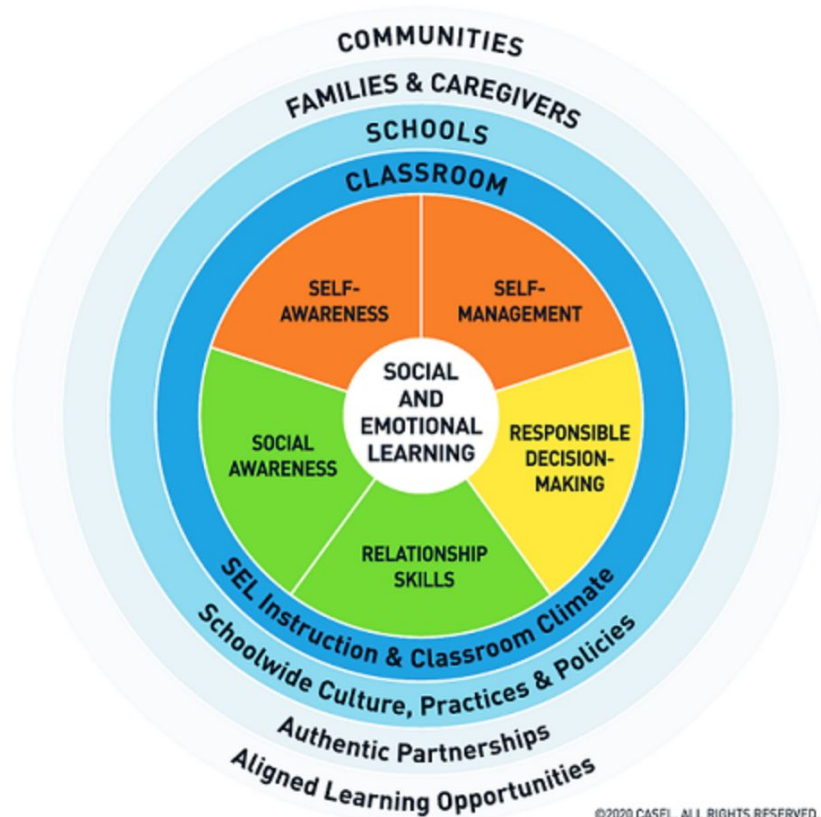 COMMUNITIES
FAMILIES & CAREGIVERS
SCHOOLS
CLASSROOM
SELF-
AWARENESS
SELF-
MANAGEMENT
SOCIAL
AND
EMOTIONAL
LEARNING
SOCIAL
AWARENESS
RESPONSIBLE
DECISION-
MAKING
RELATIONSHIP
SKILLS
SEL Instruction & Classroom Climate
Schoolwide Culture, Practices & Policies
Authentic Partnerships
Aligned Learning Opportunities
©2020 CASEL. ALL RIGHTS RESERVED